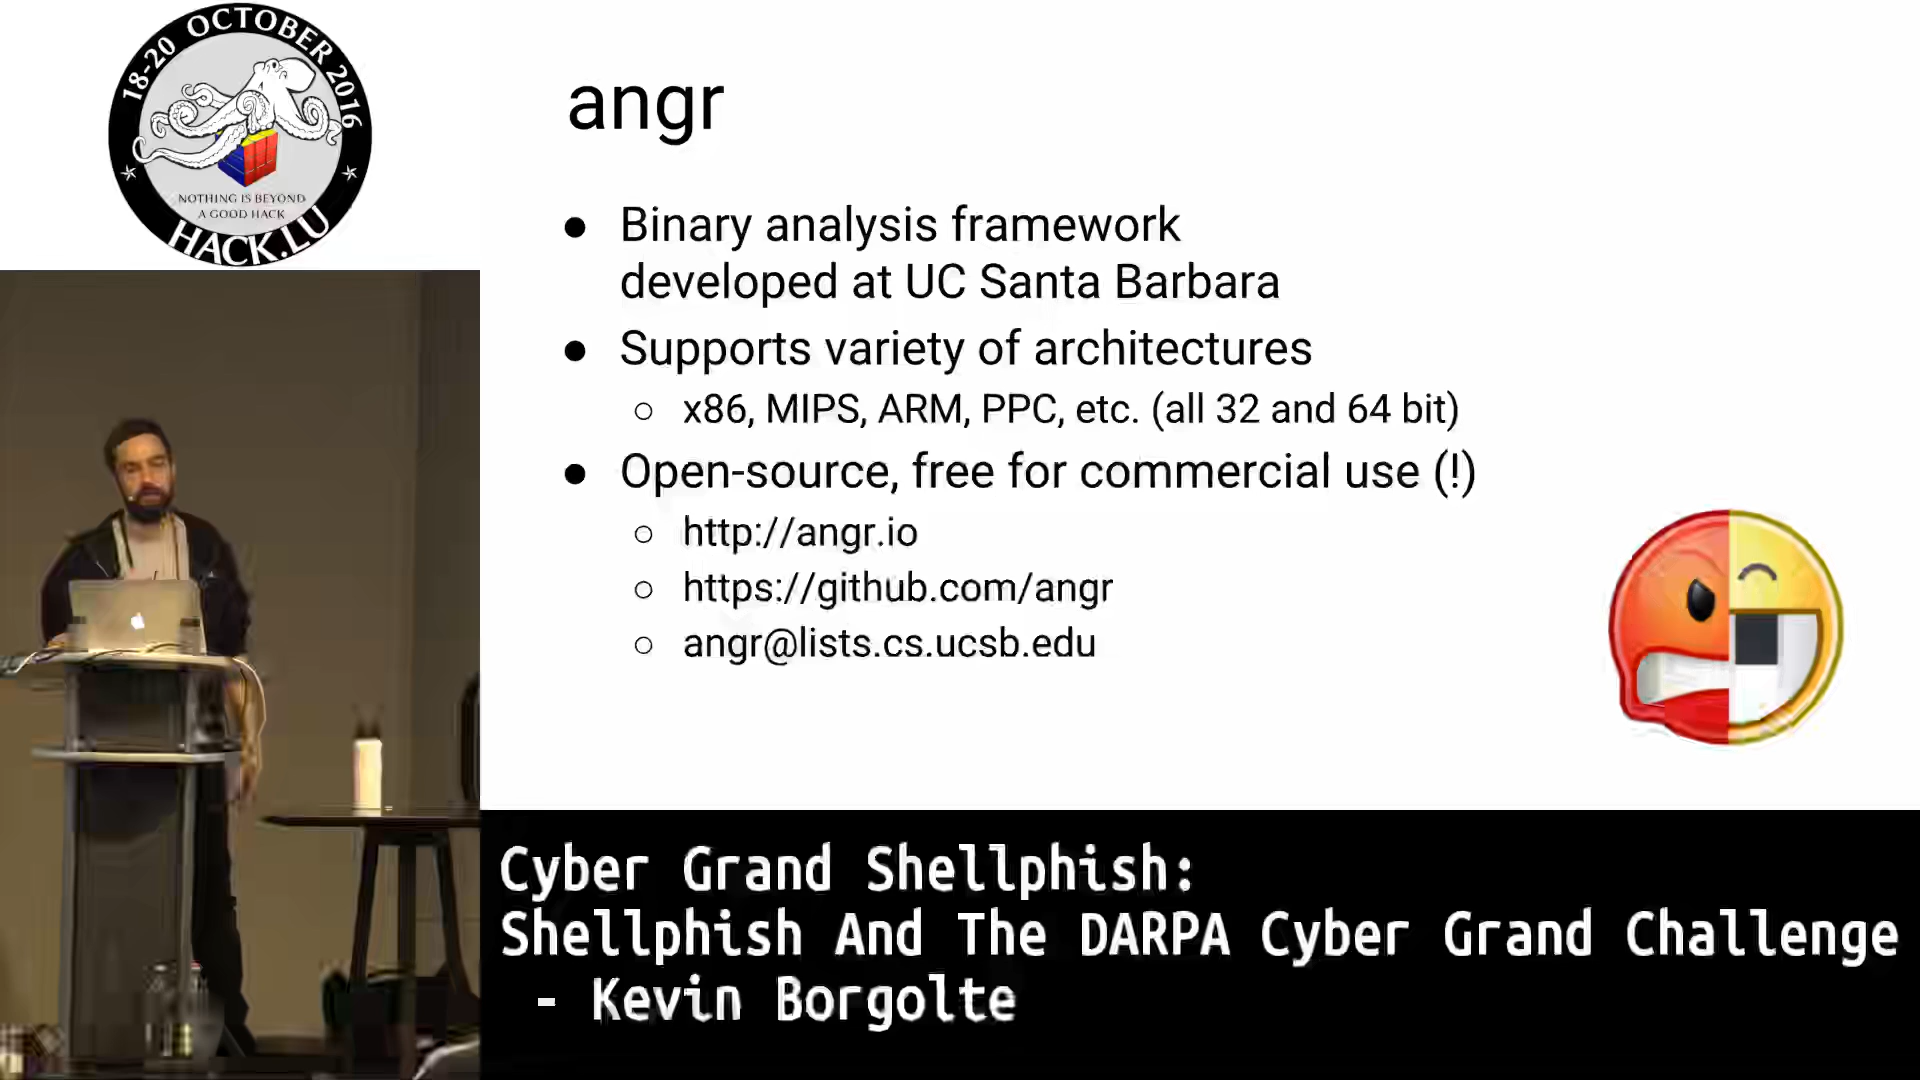 18-20 OCTOBER 2016
NOTHING IS BEYOND
A GOOD HACK
HACK.LU
angr
● Binary analysis framework
developed at UC Santa Barbara
● Supports variety of architectures
○ x86, MIPS, ARM, PPC, etc. (all 32 and 64 bit)
● Open-source, free for commercial use (!)
○ http://angr.io
○ https://github.com/angr
○ angr@lists.cs.ucsb.edu
Cyber Grand Shellphish:
Shellphish And The DARPA Cyber Grand Challenge
- Kevin Borgolte